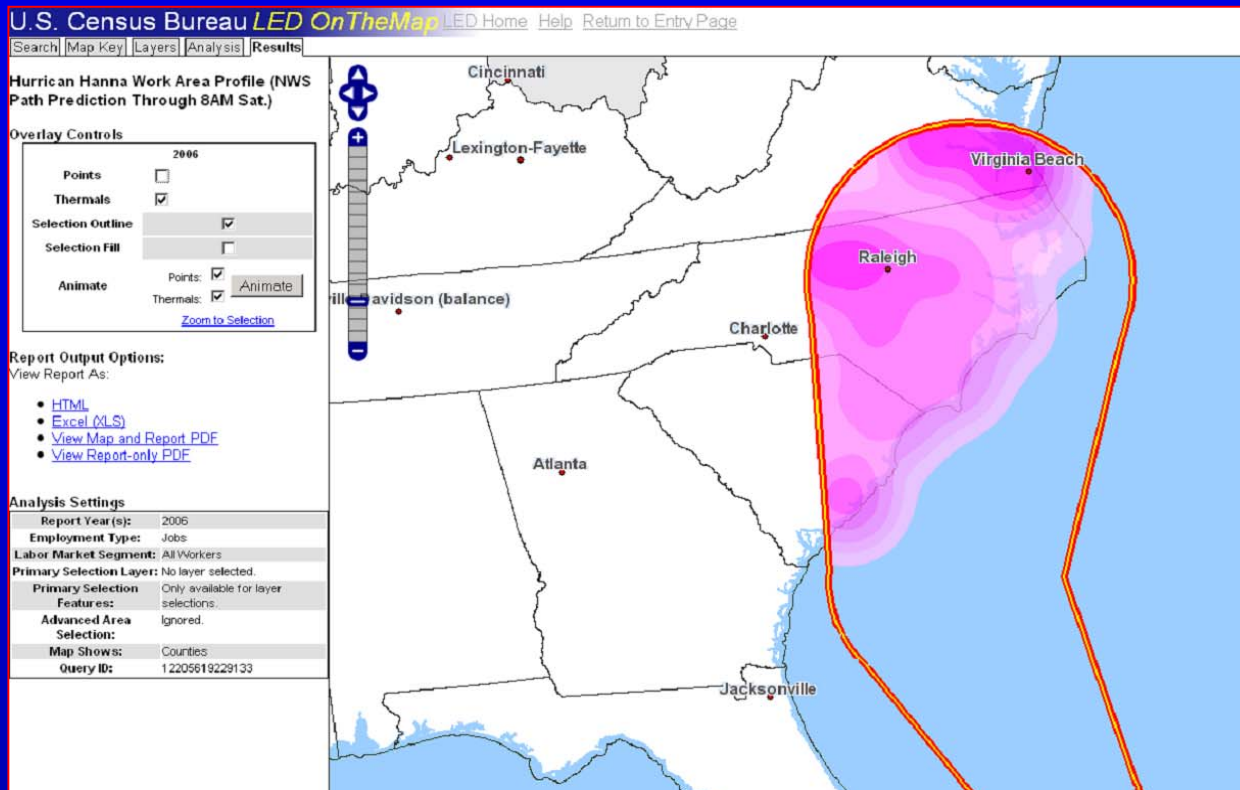 U.S. Census Bureau LED OnTheMap LED Home Help Return to Entry Page
Search Map Key Layers Analysis Results
Hurrican Hanna Work Area Profile (NWS
Path Prediction Through 8AM Sat.)
Overlay Controls
2006
Points
Thermals
Selection Outline
Selection Fill
Animate
Points:
Thermals:
Animate
Zoom to Selection
Report Output Options:
View Report As:
HTML
Excel (XLS)
View Map and Report PDF
View Report-only PDF
Analysis Settings
Report Year(s): 2006
Employment Type: Jobs
Labor Market Segment: All Workers
Primary Selection Layer: No layer selected.
Primary Selection Features: Only available for layer selections.
Advanced Area Selection: Ignored.
Map Shows: Counties
Query ID: 12205619229133
Cincinnati
Lexington-Fayette
Virginia Beach
Raleigh
Davidson (balance)
Charlotte
Atlanta
Jacksonville